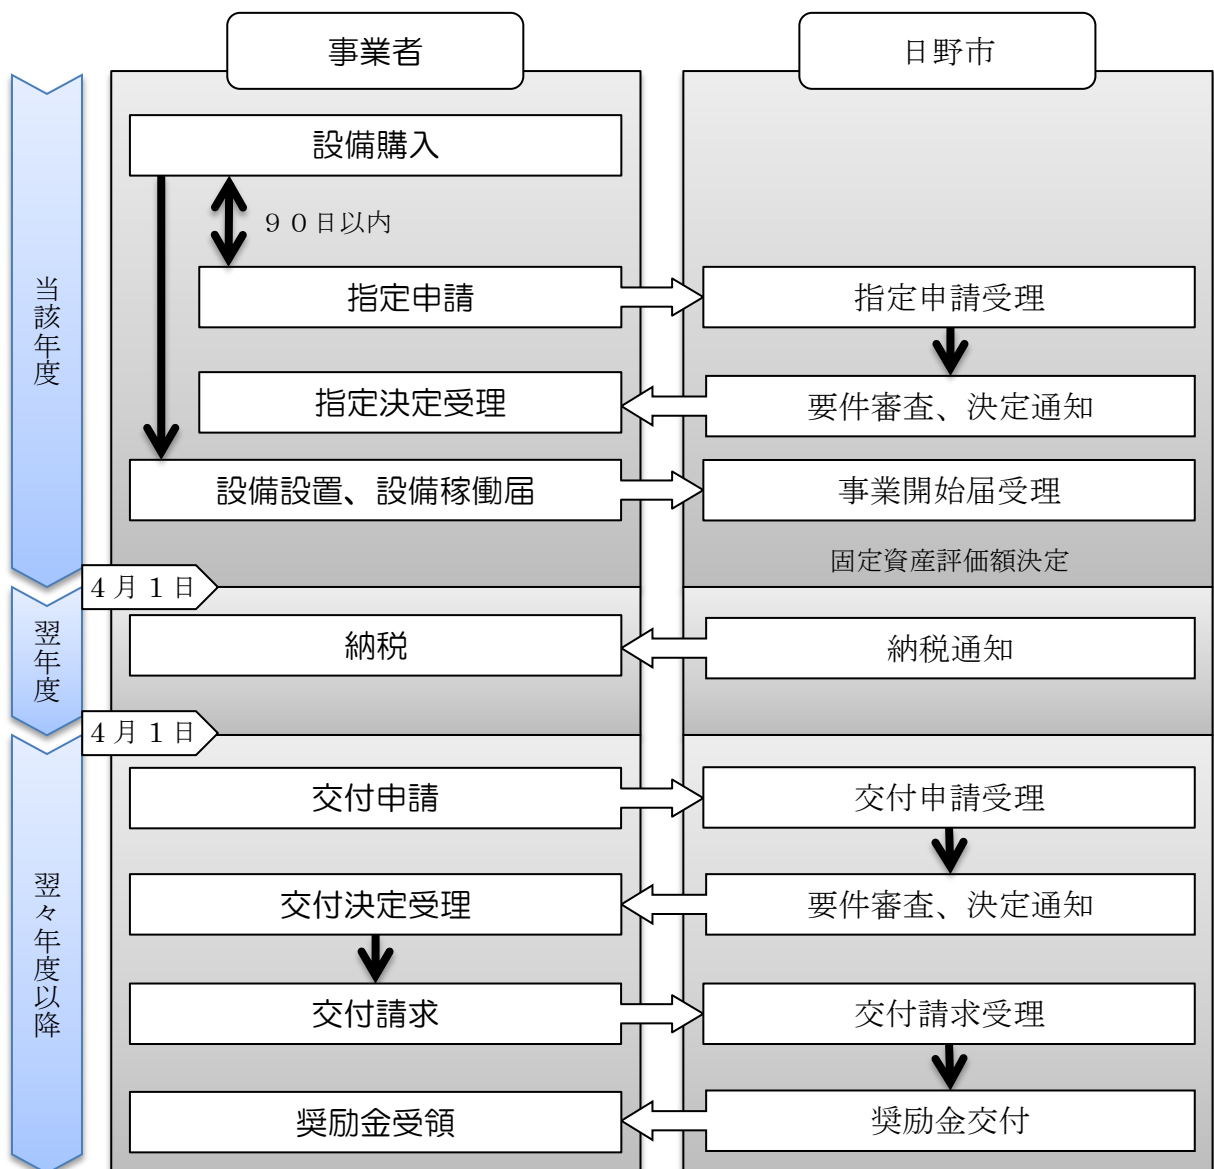 事業者
日野市
設備購入
９０日以内
当該年度
指定申請
指定申請受理
指定決定受理
要件審査、決定通知
設備設置、設備稼働届
事業開始届受理
固定資産評価額決定
４月１日
翌年度
納税
納税通知
４月１日
翌々年度以降
交付申請
交付申請受理
交付決定受理
要件審査、決定通知
交付請求
交付請求受理
奨励金受領
奨励金交付